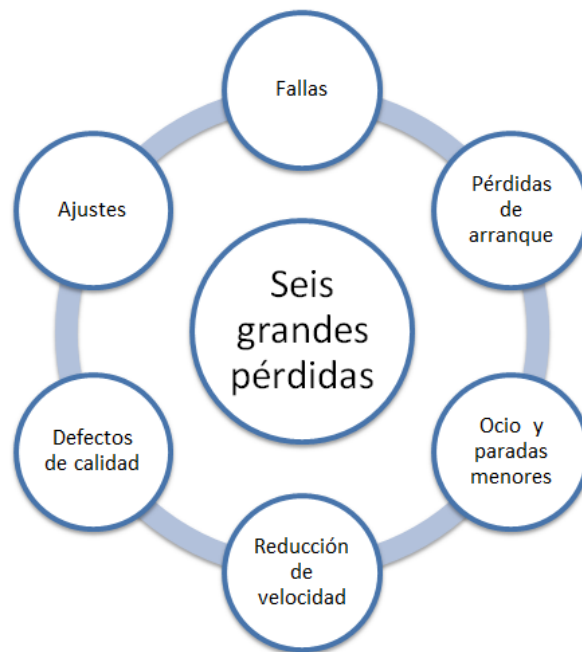 Fallas
Pérdidas
de
arranque
Ocio y
paradas
menores
Reducción
de
velocidad
Defectos
de calidad
Ajustes
Seis
grandes
pérdidas